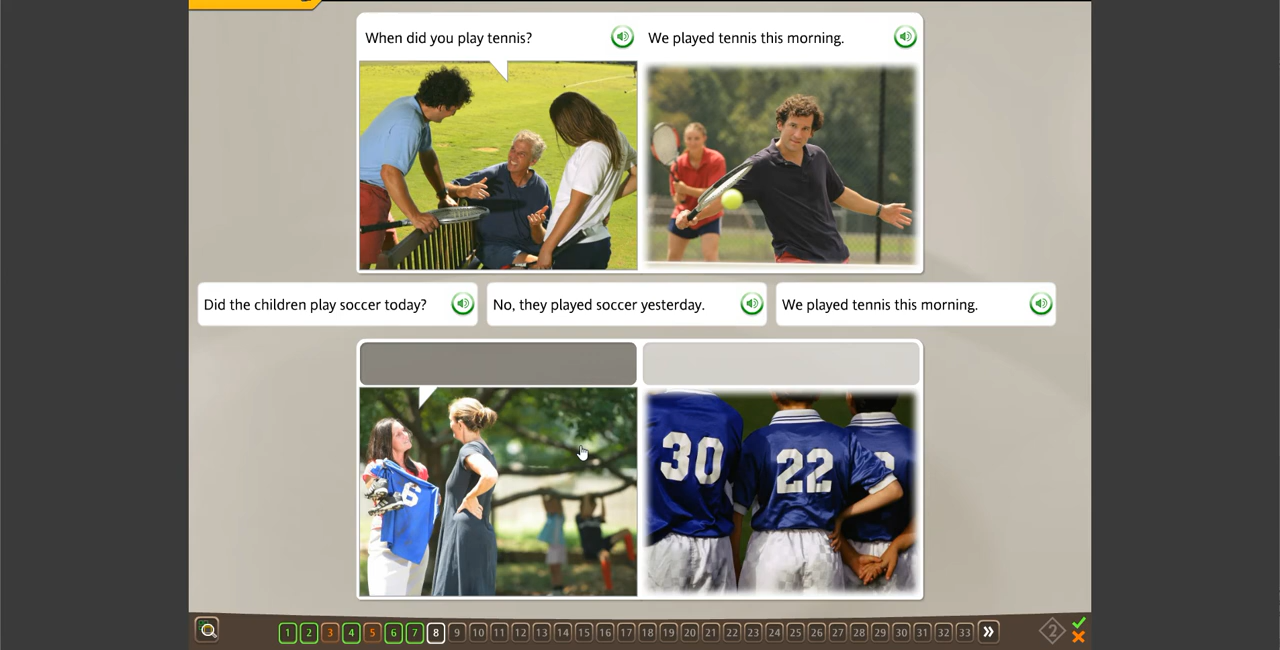 When did you play tennis?
We played tennis this morning.
Did the children play soccer today?
No, they played soccer yesterday.
We played tennis this morning.
6
30
22
1 2 3 4 5 6 7 8 9 10 11 12 13 14 15 16 17 18 19 20 21 22 23 24 25 26 27 28 29 30 31 32 33 »
2